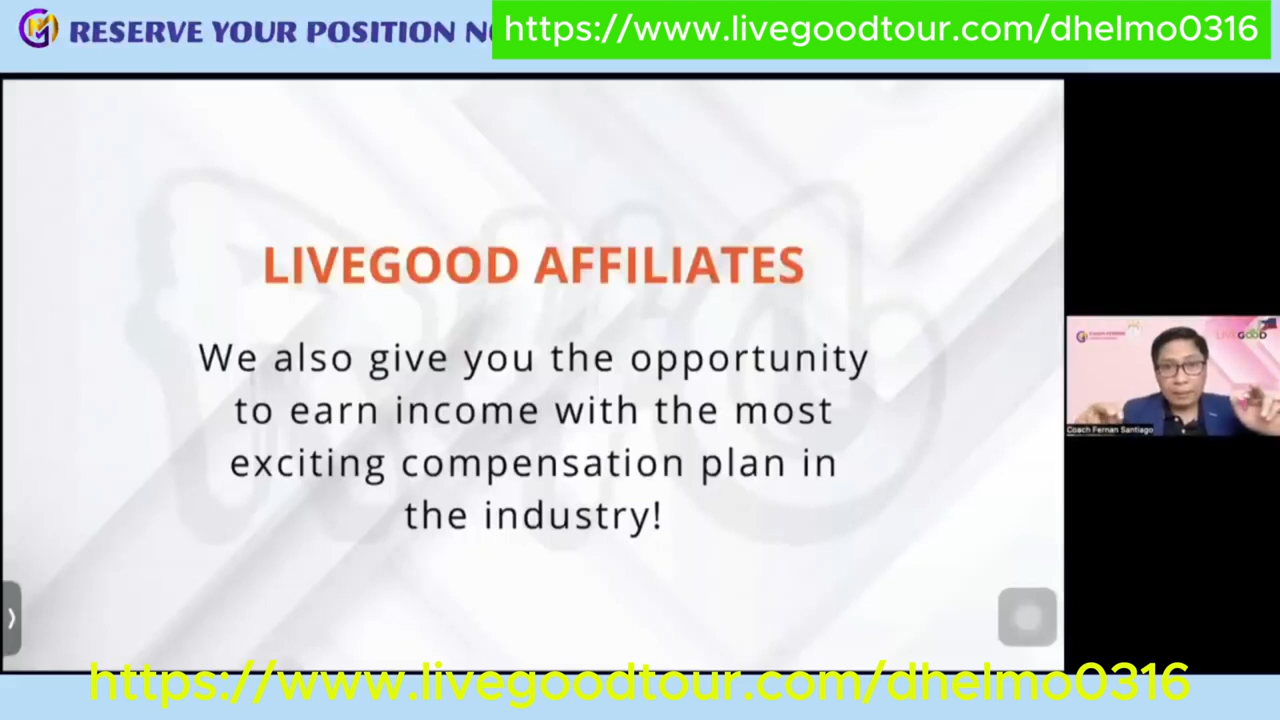 RESERVE YOUR POSITION
https://www.livegoodtour.com/dhelmo0316
LIVEGOOD AFFILIATES
We also give you the opportunity
to earn income with the most
exciting compensation plan in
the industry!
LIVEGOOD
Coach Fernan Santiago
https://www.livegoodtour.com/dhelmo0316